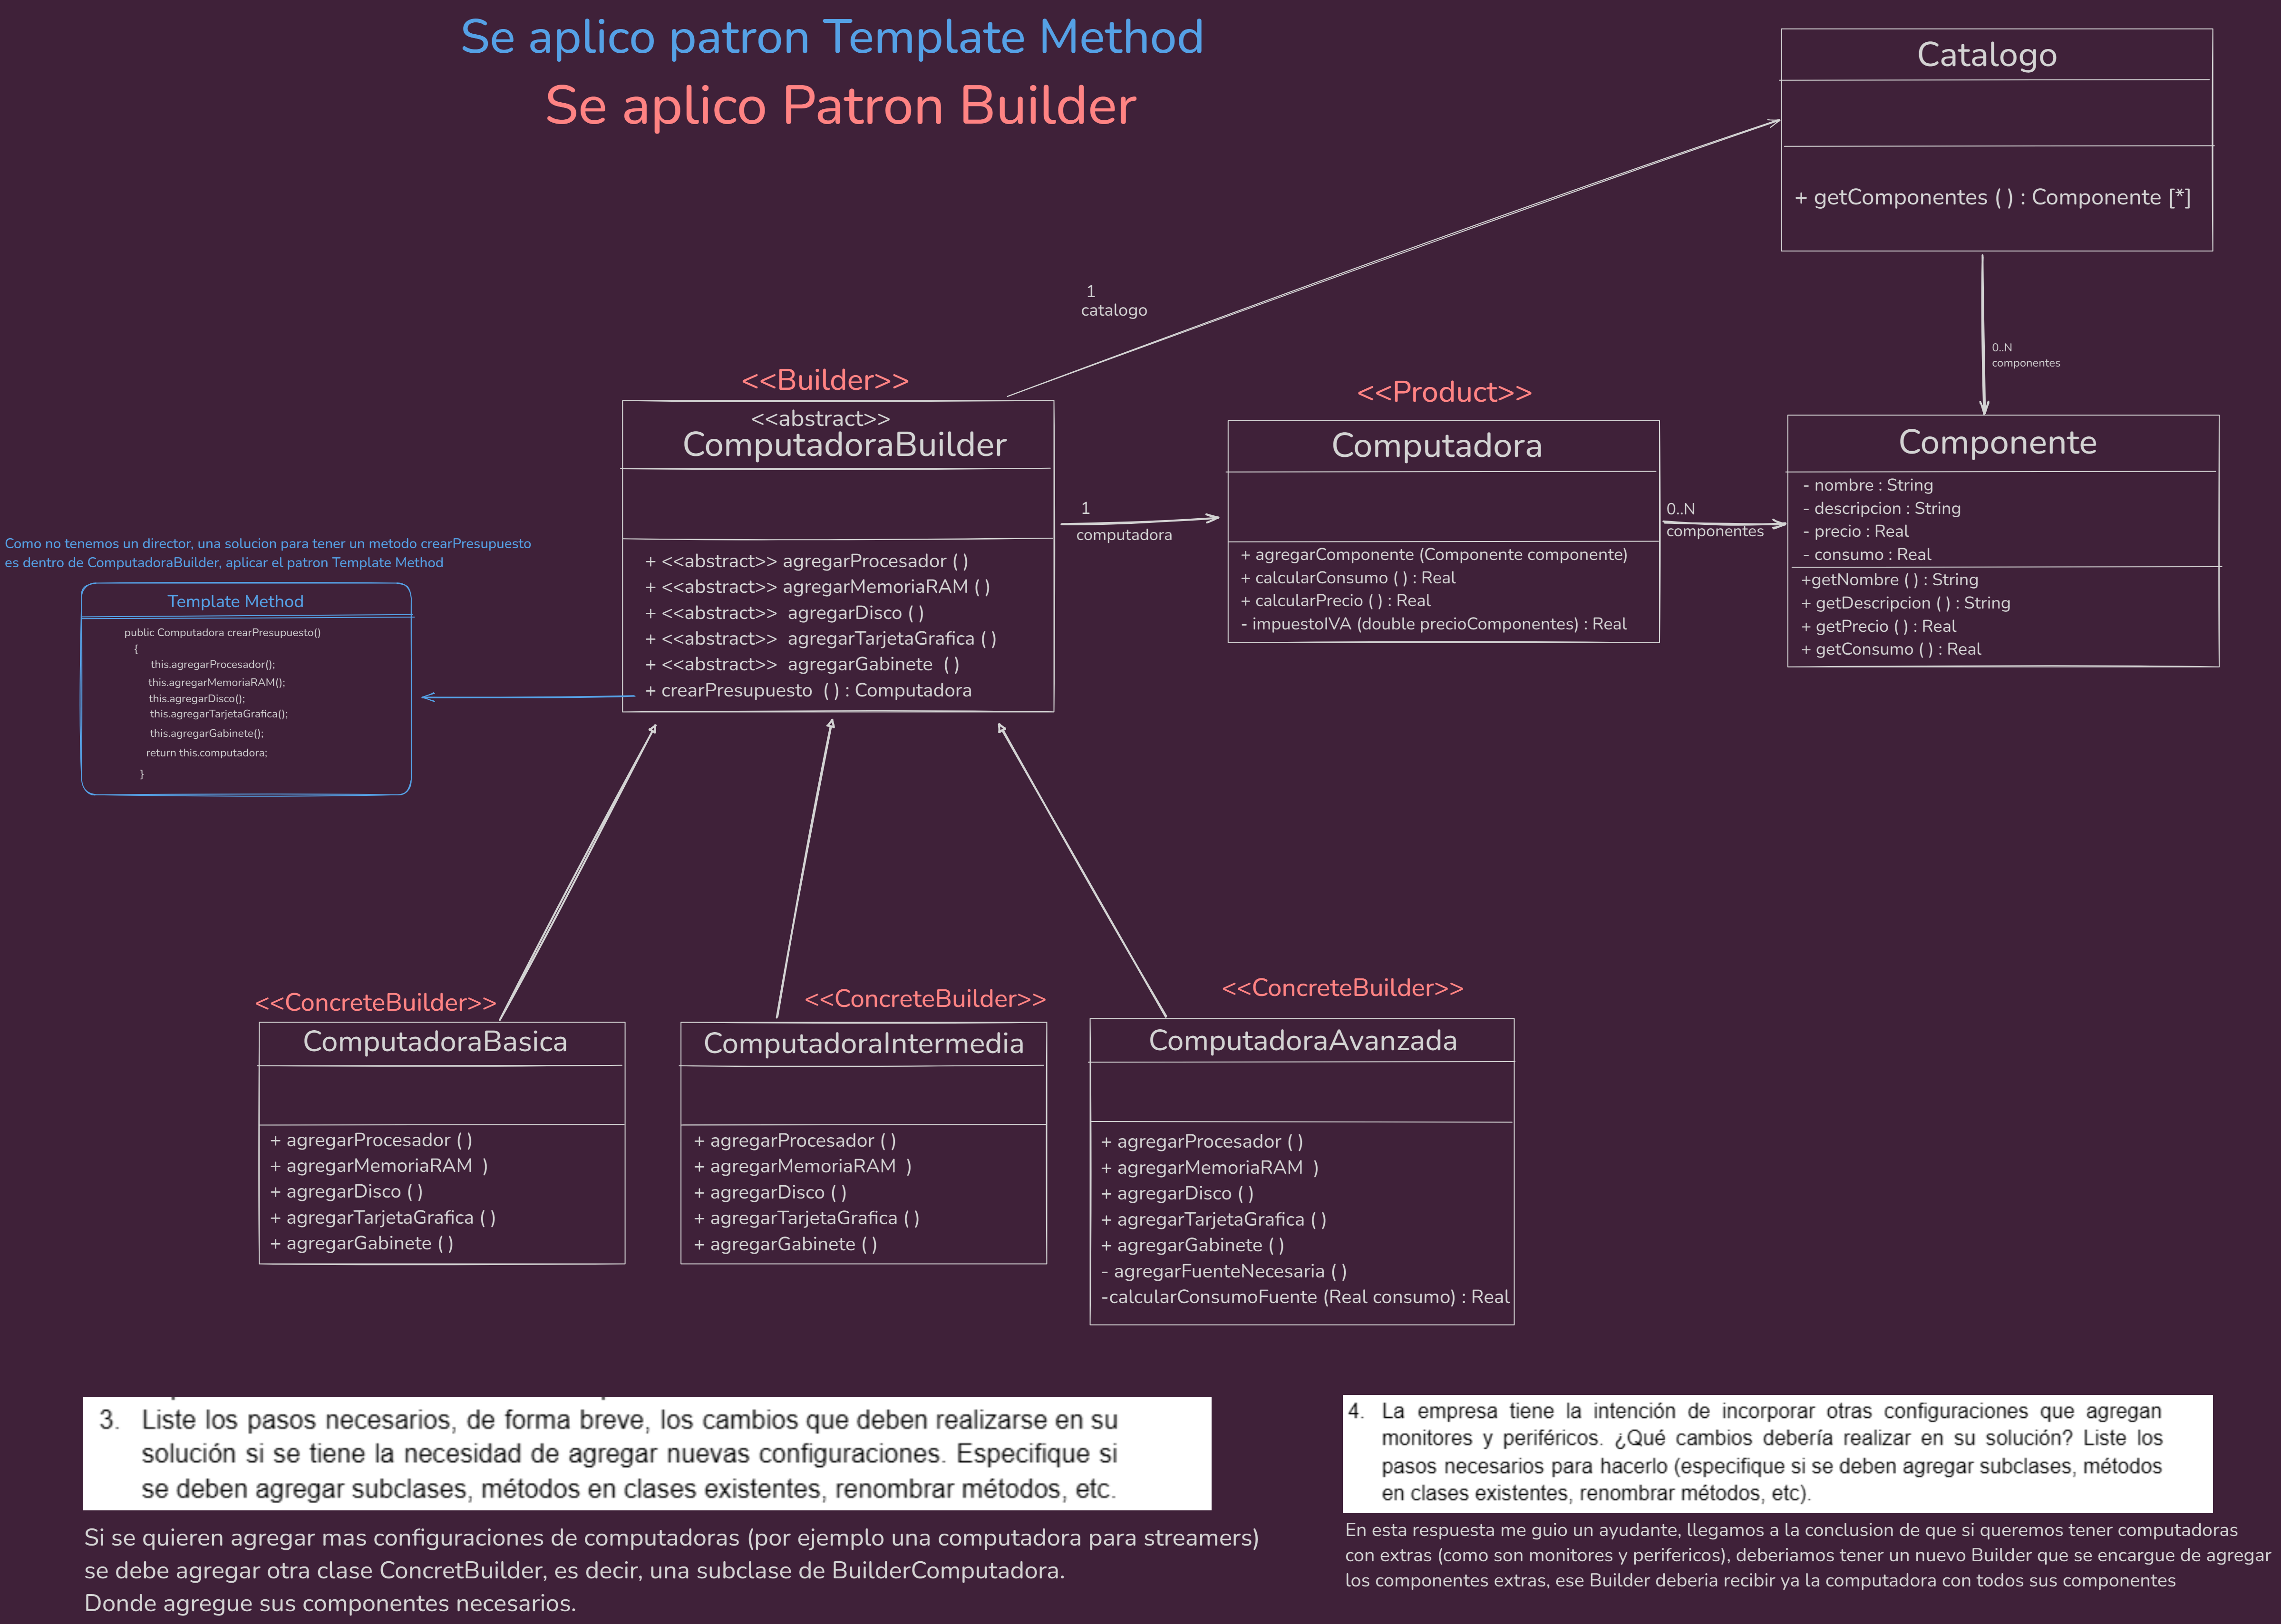 Se aplico patron Template Method
Se aplico Patron Builder
Catalogo
+ getComponentes ( ) : Componente [*]
1
catalogo
0..N
componentes
<<Builder>>
<<abstract>>
ComputadoraBuilder
+ <<abstract>> agregarProcesador ( )
+ <<abstract>> agregarMemoriaRAM ( )
+ <<abstract>> agregarDisco ( )
+ <<abstract>> agregarTarjetaGrafica ( )
+ <<abstract>> agregarGabinete ( )
+ crearPresupuesto ( ) : Computadora
1
computadora
<<Product>>
Computadora
+ agregarComponente (Componente componente)
+ calcularConsumo ( ) : Real
+ calcularPrecio ( ) : Real
- impuestoIVA (double precioComponentes) : Real
0..N
componentes
Componente
- nombre : String
- descripcion : String
- precio : Real
- consumo : Real
+getNombre ( ) : String
+ getDescripcion ( ) : String
+ getPrecio ( ) : Real
+ getConsumo ( ) : Real
Como no tenemos un director, una solucion para tener un metodo crearPresupuesto
es dentro de ComputadoraBuilder, aplicar el patron Template Method
Template Method
public Computadora crearPresupuesto()
{
this.agregarProcesador();
this.agregarMemoriaRAM();
this.agregarDisco();
this.agregarTarjetaGrafica();
this.agregarGabinete();
return this.computadora;
}
<<ConcreteBuilder>>
ComputadoraBasica
+ agregarProcesador ( )
+ agregarMemoriaRAM )
+ agregarDisco ( )
+ agregarTarjetaGrafica ( )
+ agregarGabinete ( )
<<ConcreteBuilder>>
ComputadoraIntermedia
+ agregarProcesador ( )
+ agregarMemoriaRAM )
+ agregarDisco ( )
+ agregarTarjetaGrafica ( )
+ agregarGabinete ( )
<<ConcreteBuilder>>
ComputadoraAvanzada
+ agregarProcesador ( )
+ agregarMemoriaRAM )
+ agregarDisco ( )
+ agregarTarjetaGrafica ( )
+ agregarGabinete ( )
- agregarFuenteNecesaria ( )
-calcularConsumoFuente (Real consumo) : Real
3. Liste los pasos necesarios, de forma breve, los cambios que deben realizarse en su
solución si se tiene la necesidad de agregar nuevas configuraciones. Especifique si
se deben agregar subclases, métodos en clases existentes, renombrar métodos, etc.
Si se quieren agregar mas configuraciones de computadoras (por ejemplo una computadora para streamers)
se debe agregar otra clase ConcretBuilder, es decir, una subclase de BuilderComputadora.
Donde agregue sus componentes necesarios.
4. La empresa tiene la intención de incorporar otras configuraciones que agregan
monitores y periféricos. ¿Qué cambios debería realizar en su solución? Liste los
pasos necesarios para hacerlo (especifique si se deben agregar subclases, métodos
en clases existentes, renombrar métodos, etc).
En esta respuesta me guio un ayudante, llegamos a la conclusion de que si queremos tener computadoras
con extras (como son monitores y perifericos), deberiamos tener un nuevo Builder que se encargue de agregar
los componentes extras, ese Builder deberia recibir ya la computadora con todos sus componentes